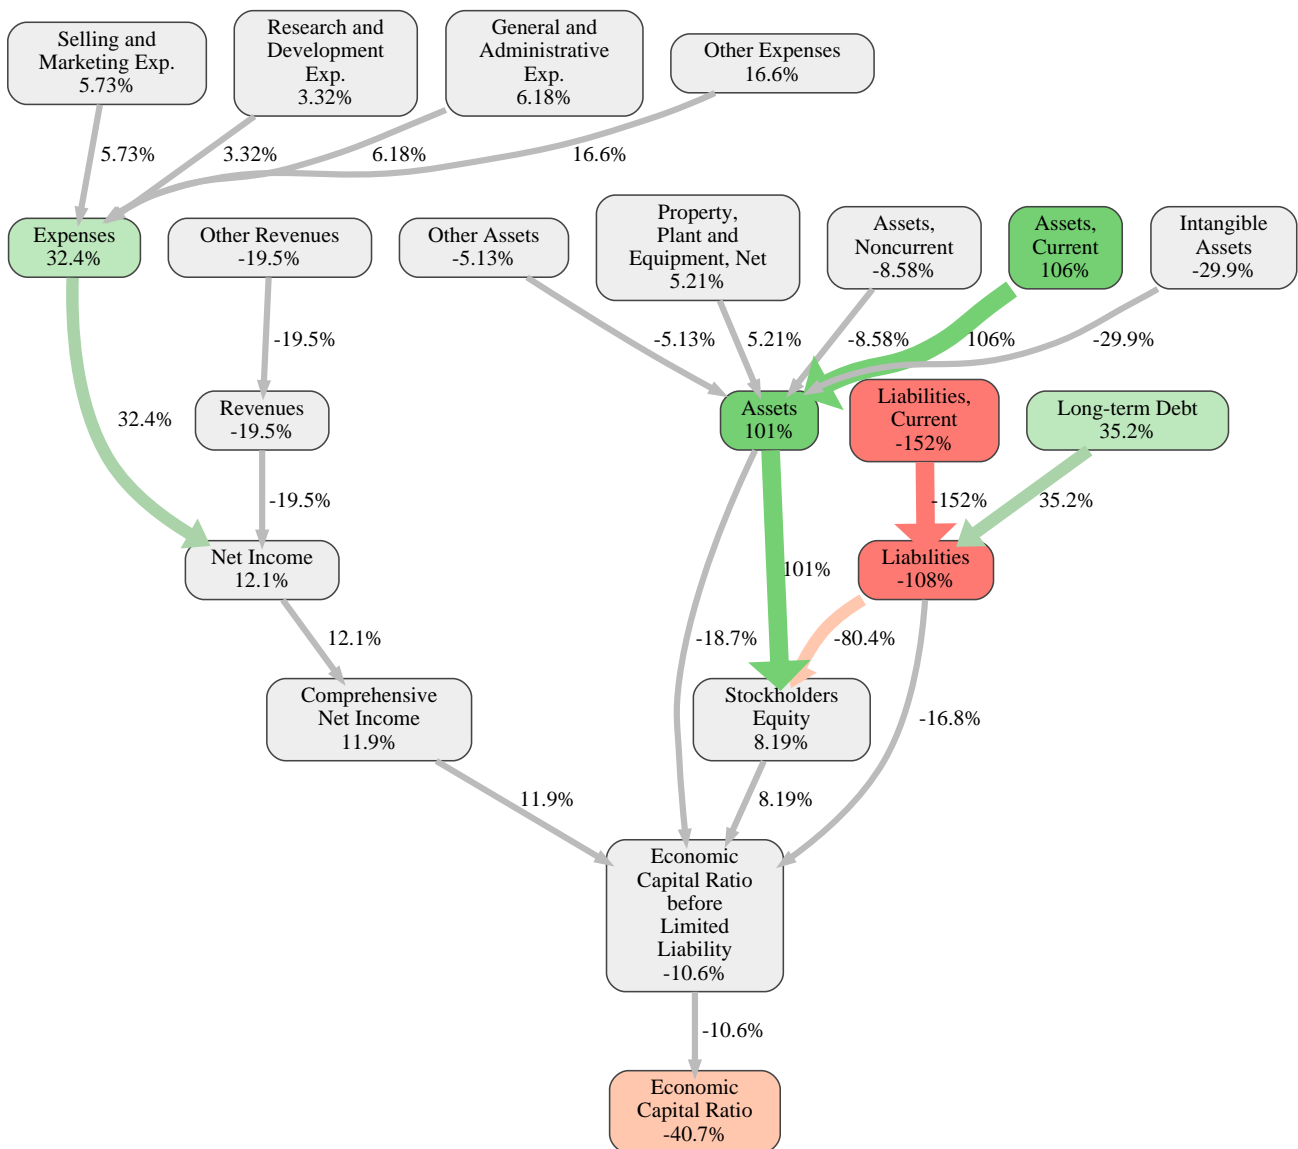 Selling and
Marketing Exp.
5.73%
Research and
Development
Exp.
3.32%
General and
Administrative
Exp.
6.18%
Other Expenses
16.6%
5.73%
3.32%
6.18%
16.6%
Expenses
32.4%
Other Revenues
-19.5%
Other Assets
-5.13%
Property,
Plant and
Equipment, Net
5.21%
Assets,
Noncurrent
-8.58%
Assets,
Current
106%
Intangible
Assets
-29.9%
-19.5%
-5.13%
5.21%
-8.58%
106%
-29.9%
32.4%
Revenues
-19.5%
Assets
101%
Liabilities,
Current
-152%
Long-term Debt
35.2%
-19.5%
-152%
35.2%
Net Income
12.1%
101%
Liabilities
-108%
12.1%
-18.7%
-80.4%
Comprehensive
Net Income
11.9%
Stockholders
Equity
8.19%
-16.8%
11.9%
8.19%
Economic
Capital Ratio
before
Limited
Liability
-10.6%
-10.6%
Economic
Capital Ratio
-40.7%